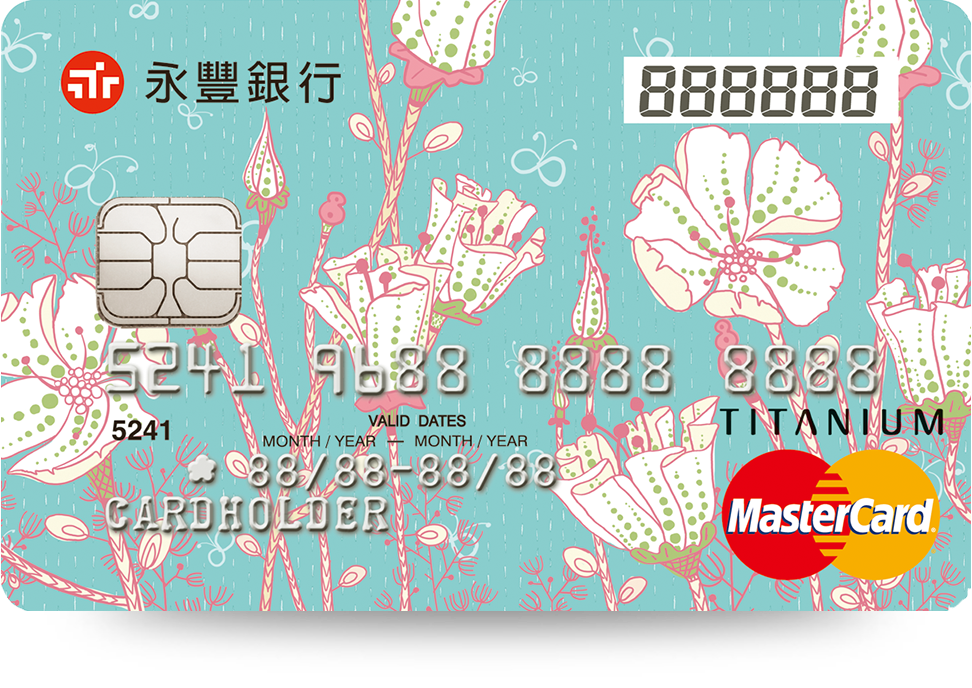 永豐銀行
888888
5241 9688 8888 8888
5241
VALID DATES
TITANIUM
MONTH / YEAR — MONTH / YEAR
88/88-88/88
CARDHOLDER
MasterCard